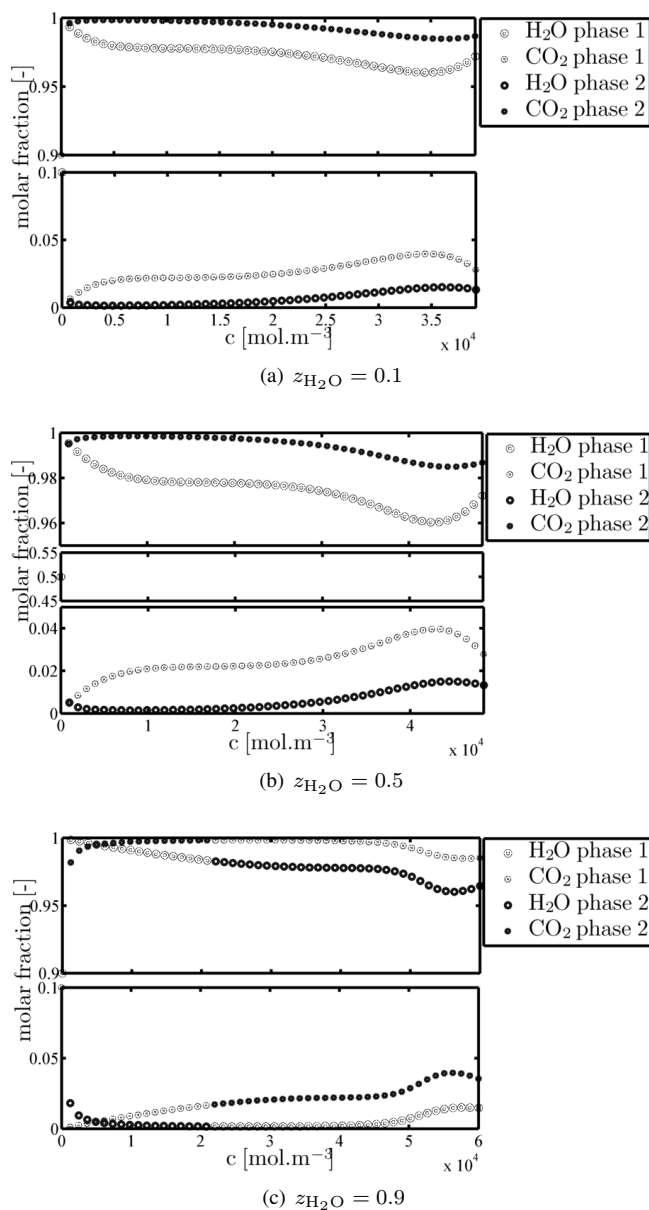 1
0.95
0.9
molar fraction [-]
0.1
0.05
0
0 0.5 1 1.5 2 2.5 3 3.5
c [mol.m⁻³]
x 10⁴
H₂O phase 1
CO₂ phase 1
H₂O phase 2
CO₂ phase 2
(a) z_H₂O = 0.1
1
0.98
0.96
molar fraction [-]
0.55
0.5
0.45
0.04
0.02
0
0 1 2 3 4
c [mol.m⁻³]
x 10⁴
H₂O phase 1
CO₂ phase 1
H₂O phase 2
CO₂ phase 2
(b) z_H₂O = 0.5
1
0.95
0.9
molar fraction [-]
0.1
0.05
0
0 1 2 3 4 5 6
c [mol.m⁻³]
x 10⁴
H₂O phase 1
CO₂ phase 1
H₂O phase 2
CO₂ phase 2
(c) z_H₂O = 0.9